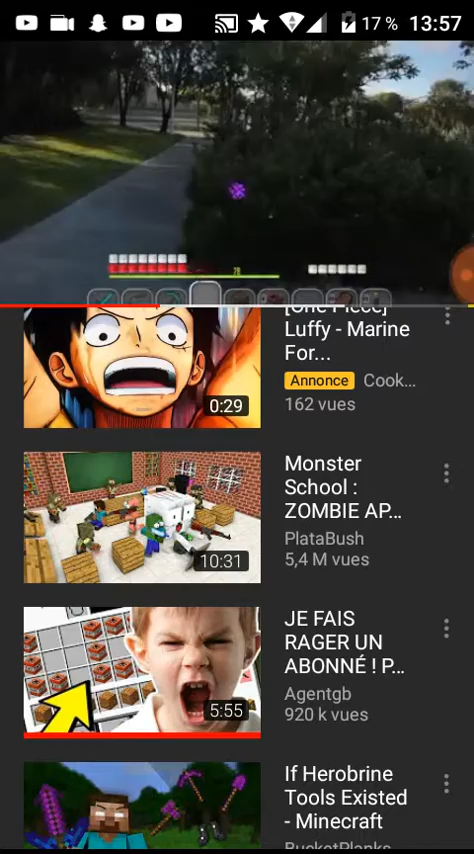 17 % 13:57
28
[One Piece]
Luffy - Marine
For...
Annonce Cook...
162 vues
0:29
Monster
School :
ZOMBIE AP...
PlataBush
5,4 M vues
10:31
JE FAIS
RAGER UN
ABONNÉ ! P...
Agentgb
920 k vues
5:55
If Herobrine
Tools Existed
- Minecraft
BucketPlanks